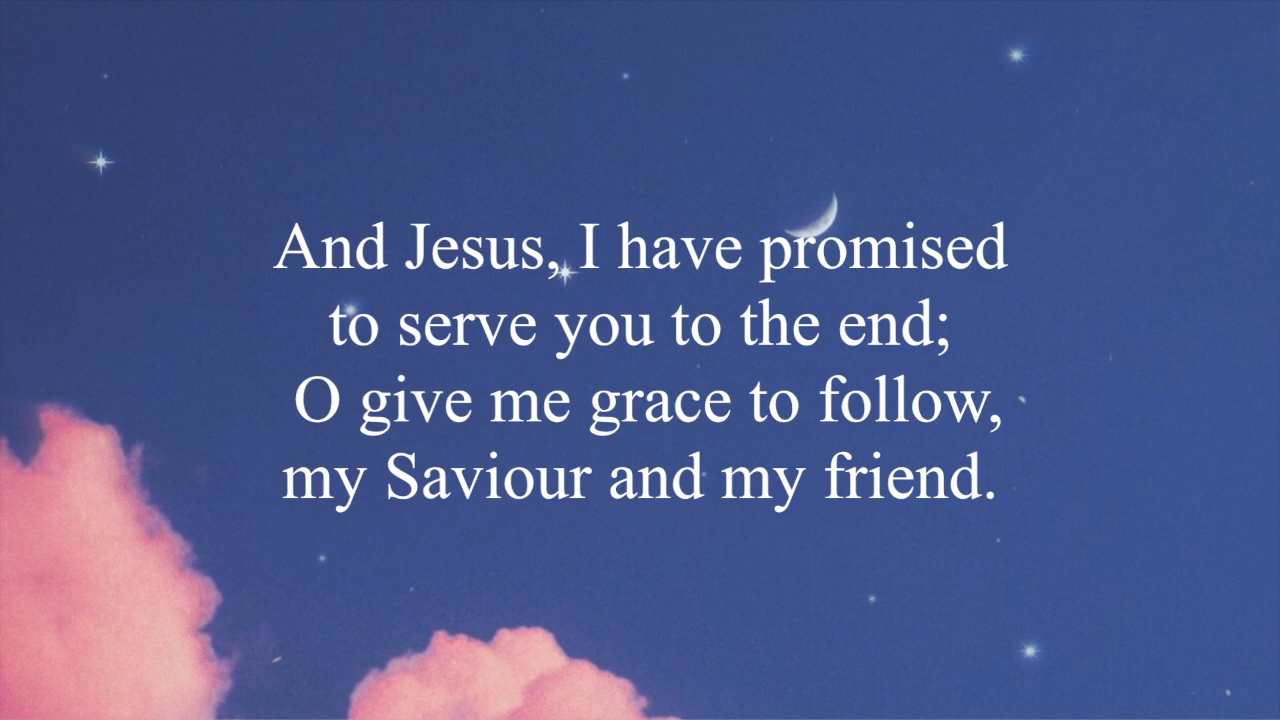 And Jesus, I have promised
to serve you to the end;
O give me grace to follow,
my Saviour and my friend.